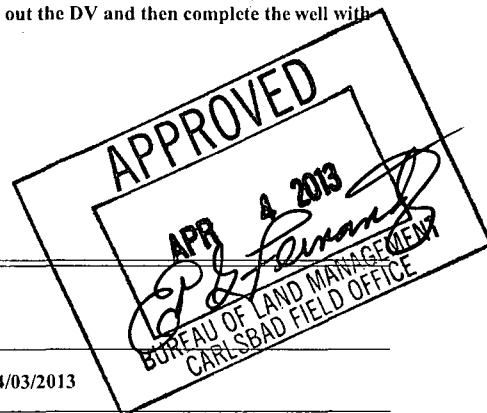 out the DV and then complete the well with
APPROVED
APR 4 2013
BUREAU OF LAND MANAGEMENT
CARLSBAD FIELD OFFICE
4/03/2013